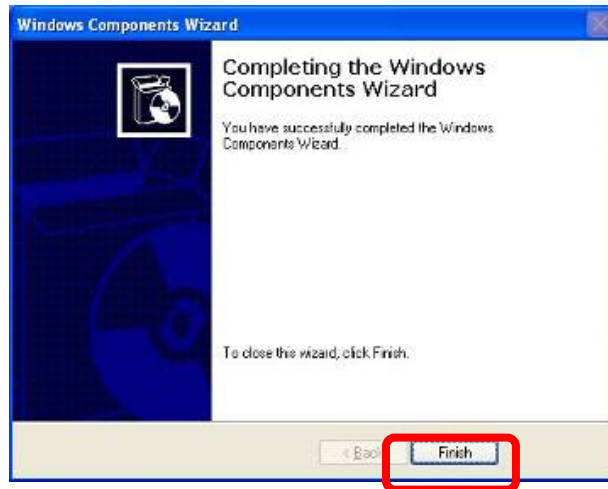 Windows Components Wizard
Completing the Windows
Components Wizard
You have successfully completed the Windows
Components Wizard.
To close this wizard, click Finish.
< Back
Finish